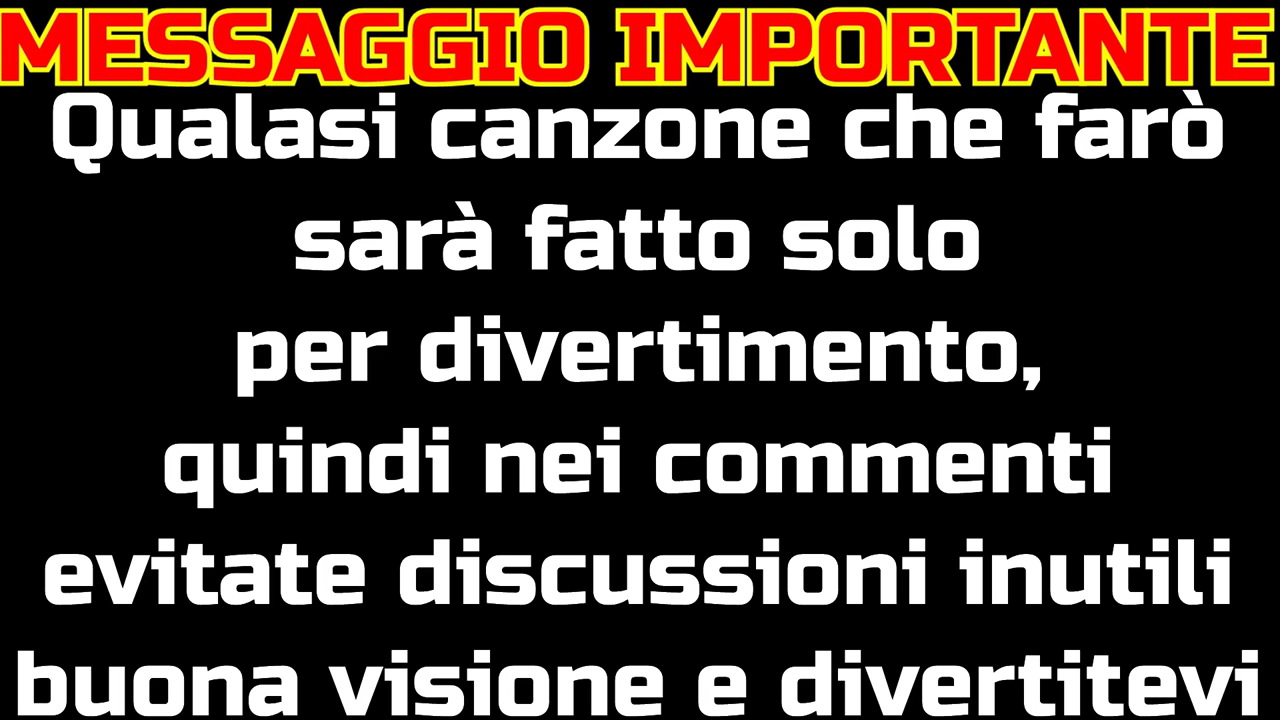 MESSAGGIO IMPORTANTE
Qualasi canzone che farò
sarà fatto solo
per divertimento,
quindi nei commenti
evitate discussioni inutili
buona visione e divertitevi